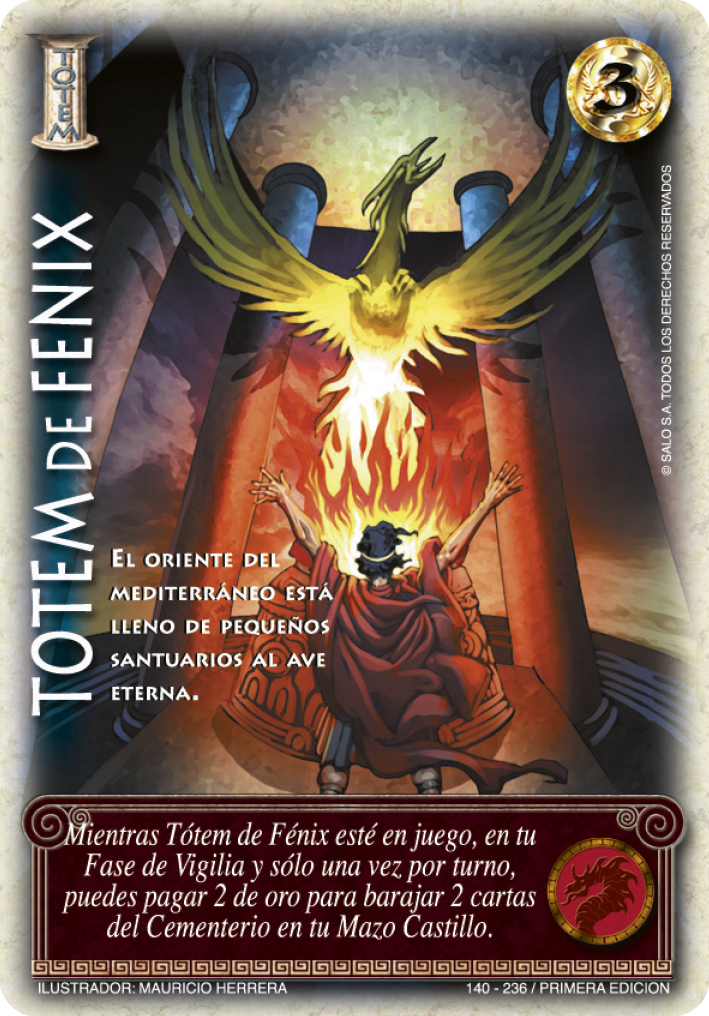 TOTEM
3
TOTEM DE FENIX
© SALO S.A. TODOS LOS DERECHOS RESERVADOS
El oriente del
mediterráneo está
lleno de pequeños
santuarios al ave
eterna.
Mientras Tótem de Fénix esté en juego, en tu
Fase de Vigilia y sólo una vez por turno,
puedes pagar 2 de oro para barajar 2 cartas
del Cementerio en tu Mazo Castillo.
ILUSTRADOR: MAURICIO HERRERA
140 - 236 / PRIMERA EDICION